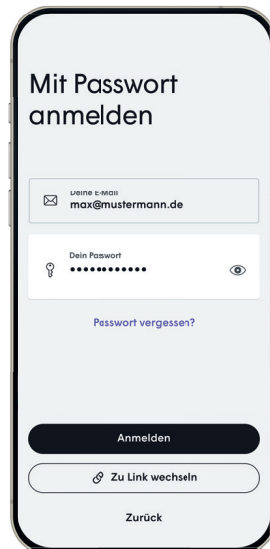 Mit Passwort
anmelden
Deine E-Mail
max@mustermann.de
Dein Passwort
Passwort vergessen?
Anmelden
Zu Link wechseln
Zurück